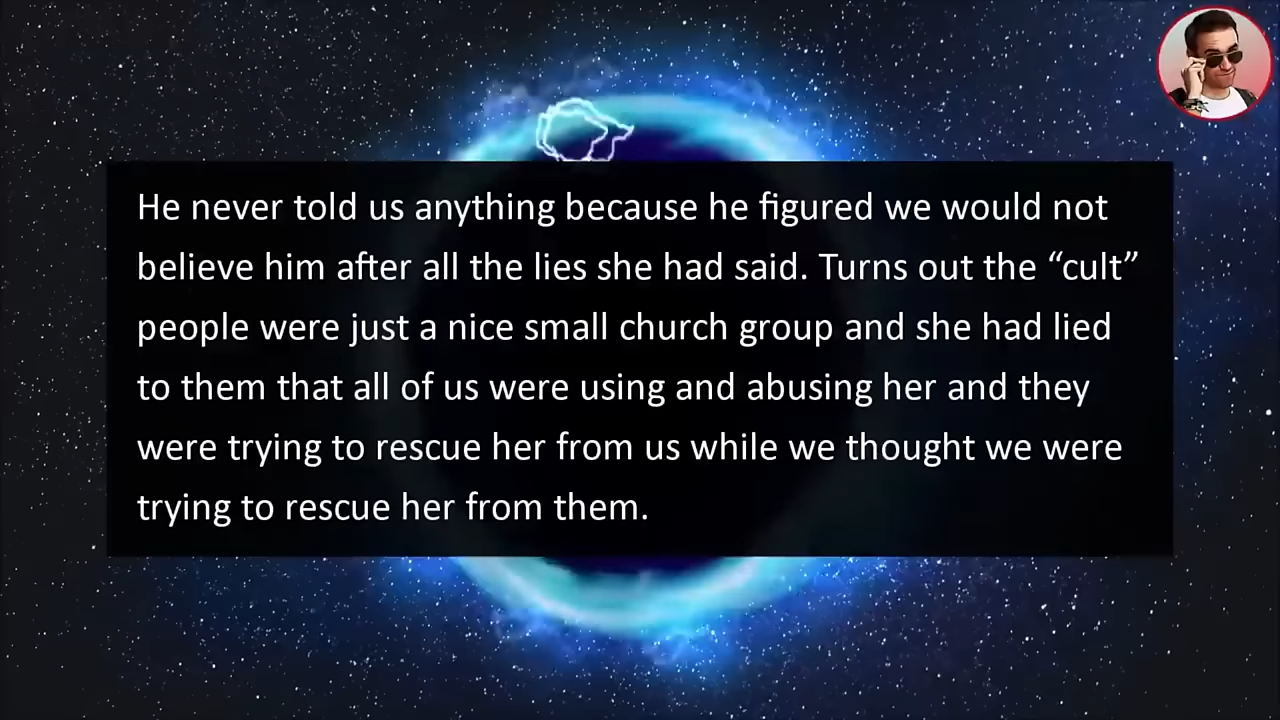 He never told us anything because he figured we would not
believe him after all the lies she had said. Turns out the “cult”
people were just a nice small church group and she had lied
to them that all of us were using and abusing her and they
were trying to rescue her from us while we thought we were
trying to rescue her from them.